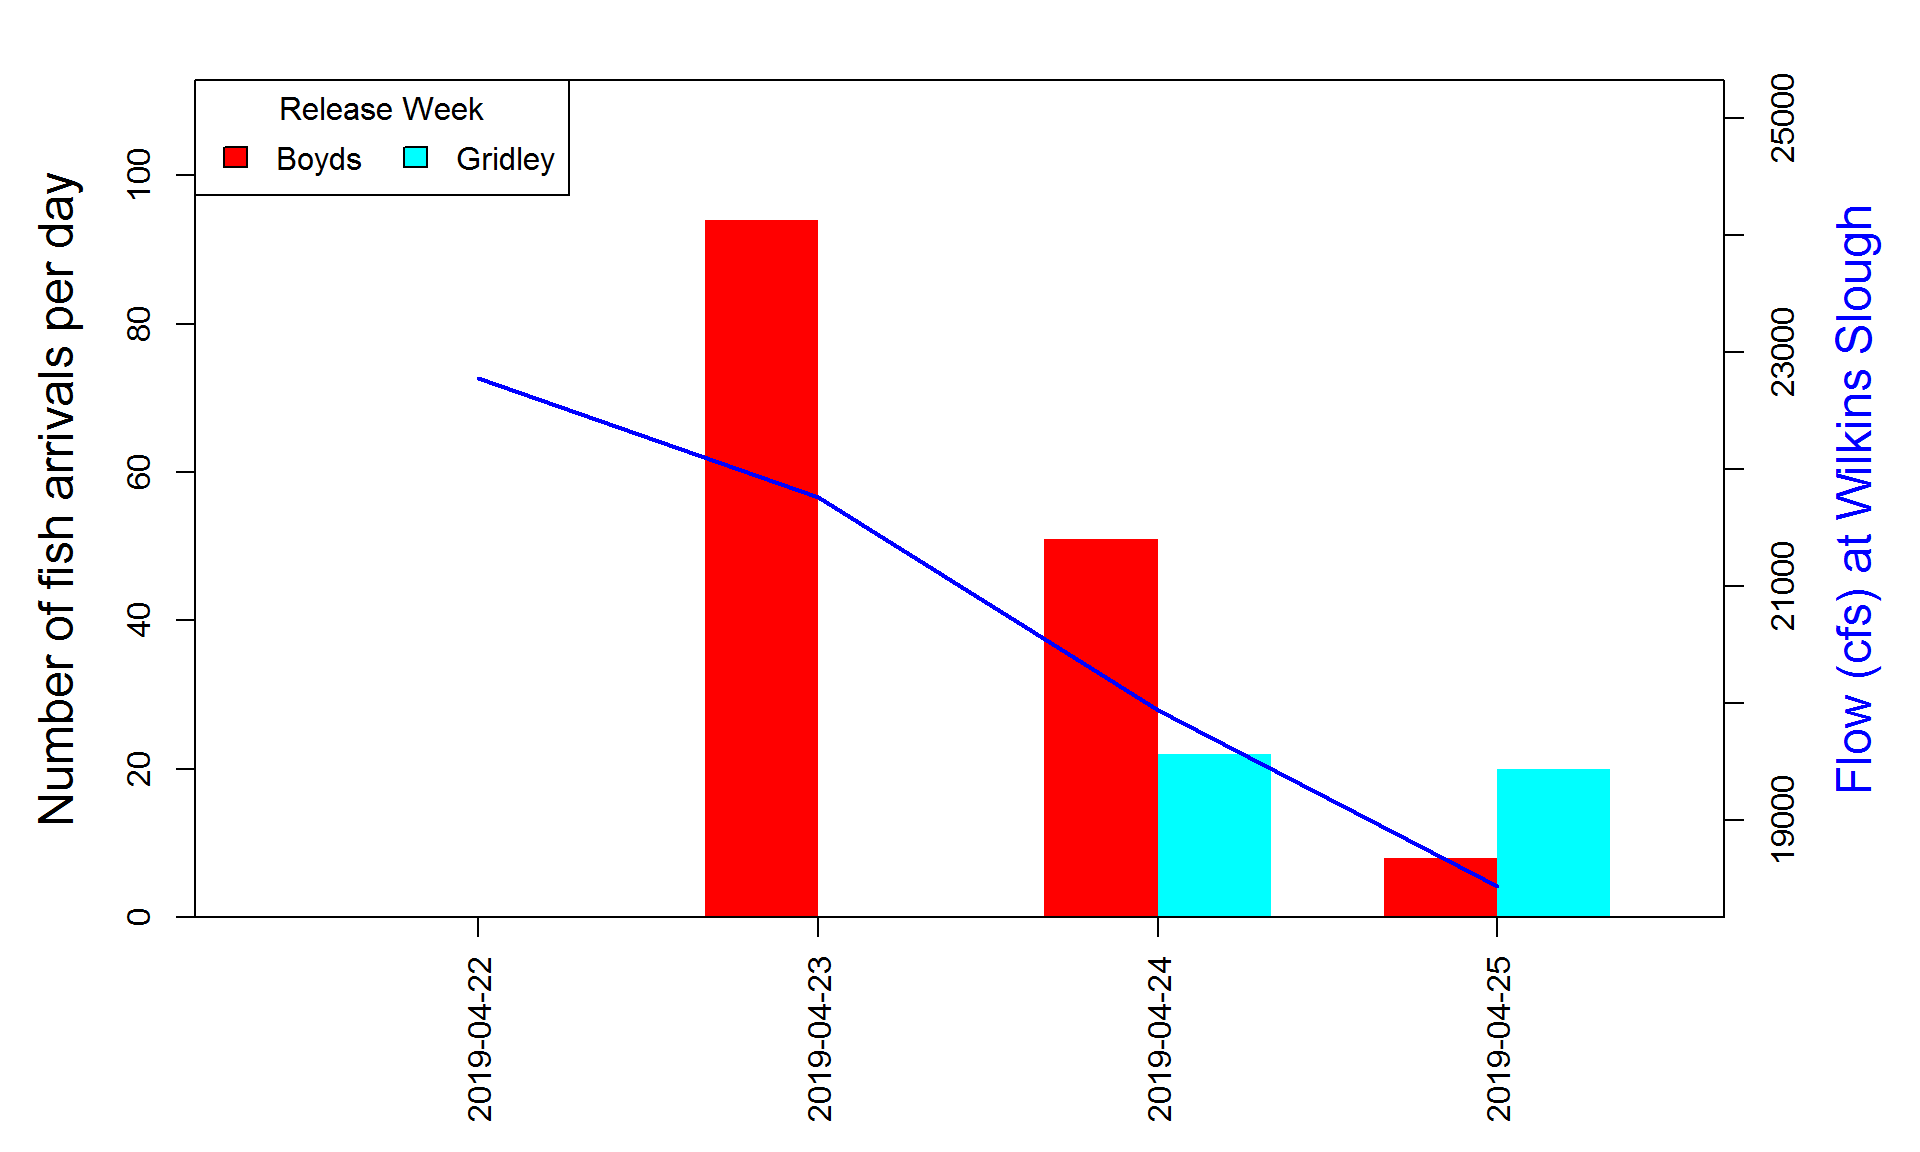 Release Week
Boyds
Gridley
Number of fish arrivals per day
100
80
60
40
20
0
25000
23000
21000
19000
Flow (cfs) at Wilkins Slough
2019-04-22
2019-04-23
2019-04-24
2019-04-25